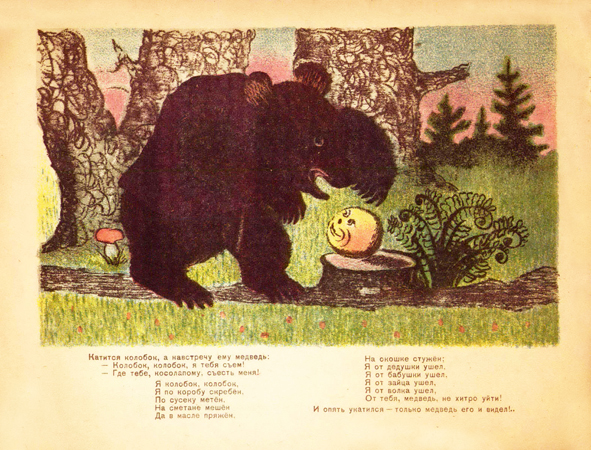 Катится колобок, а навстречу ему медведь:
— Колобок, колобок, я тебя съем!
— Где тебе, косолапому, съесть меня!
Я колобок, колобок,
Я по коробу скребён,
По сусеку метён,
На сметане мешён
Да в масле пряжён,
На окошке стужён;
Я от дедушки ушел,
Я от бабушки ушел,
Я от зайца ушел,
Я от волка ушел,
От тебя, медведь, не хитро уйти!
И опять укатился — только медведь его и видел!..